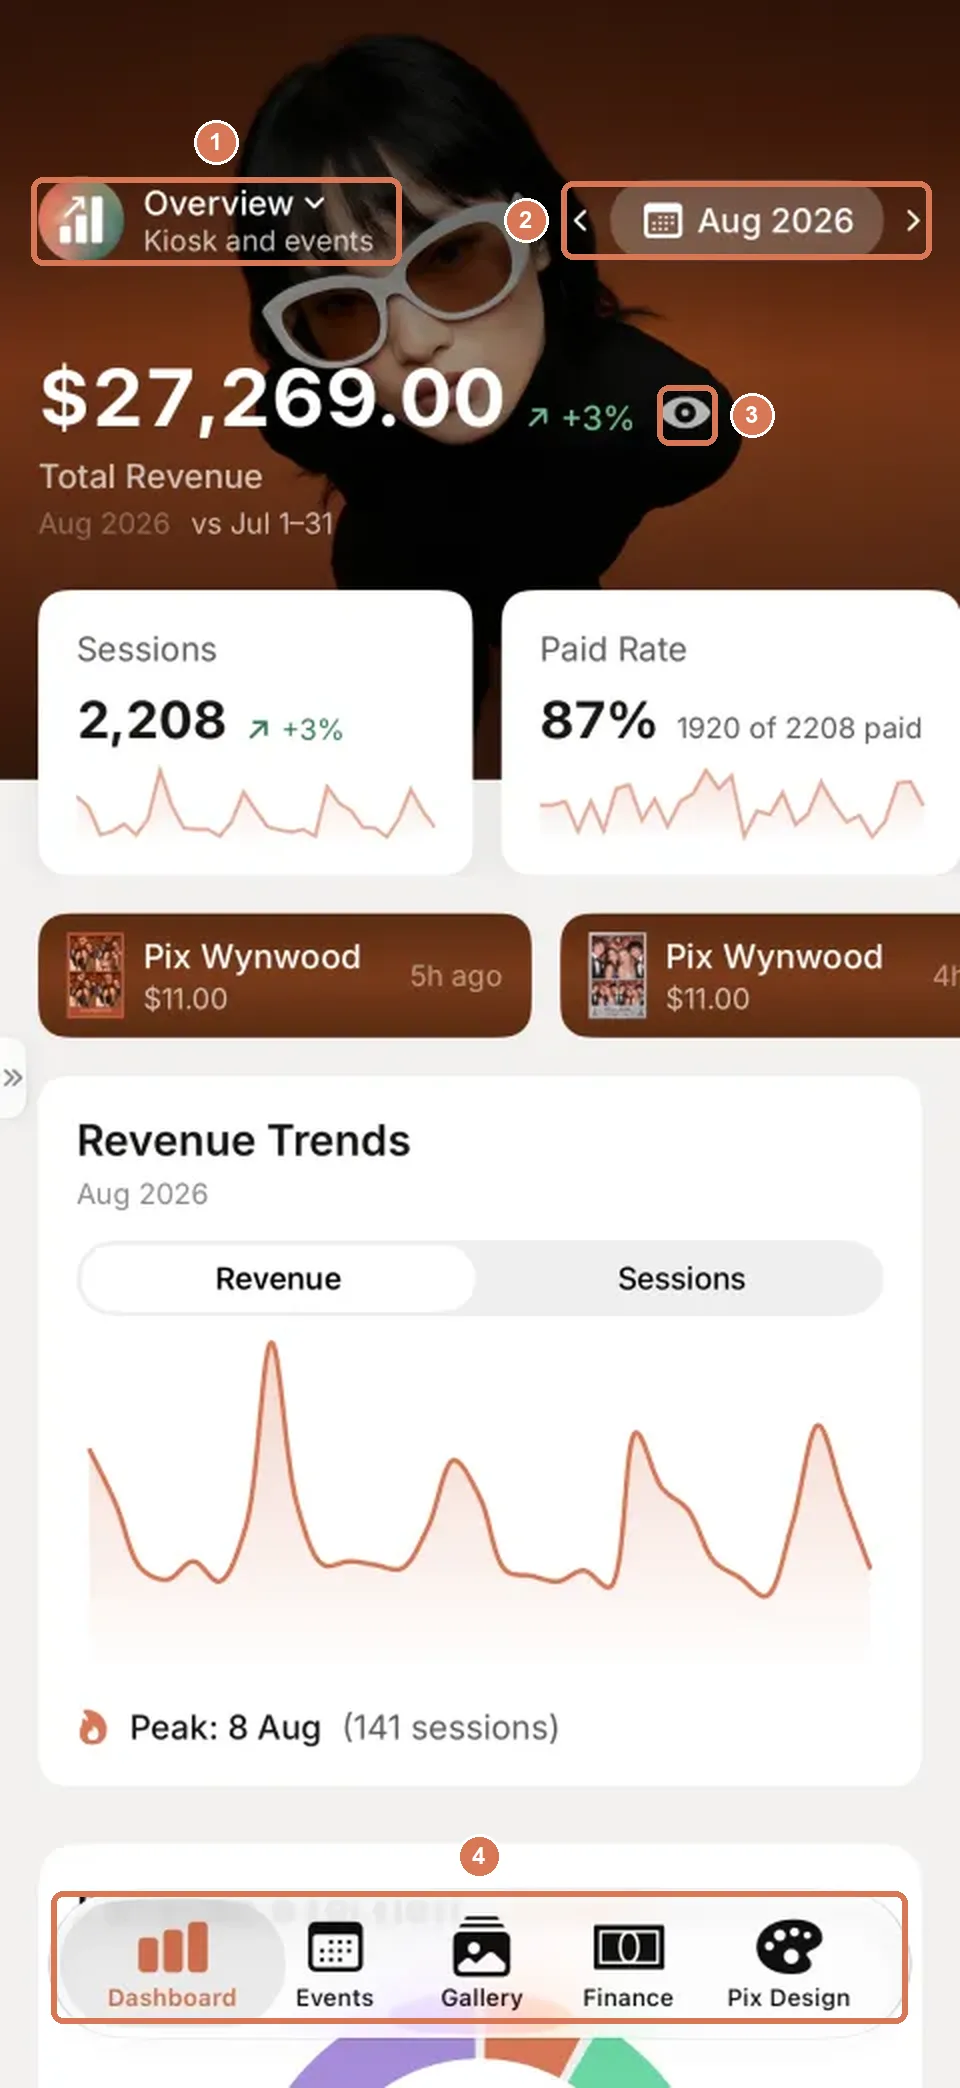 1
Overview
Kiosk and events
2
Aug 2026
$27,269.00 +3%
3
Total Revenue
Aug 2026 vs Jul 1–31
Sessions
2,208 +3%
Paid Rate
87% 1920 of 2208 paid
Pix Wynwood
$11.00
5h ago
Pix Wynwood
$11.00
4h
Revenue Trends
Aug 2026
Revenue
Sessions
Peak: 8 Aug (141 sessions)
4
Dashboard
Events
Gallery
Finance
Pix Design